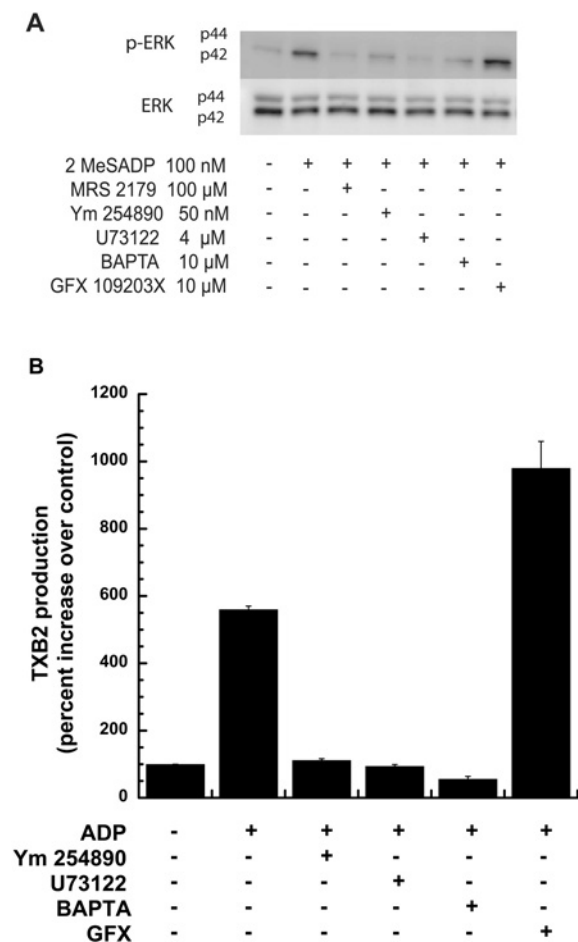 A
p-ERK p44
p42
ERK p44
p42
2 MeSADP 100 nM - + + + + + +
MRS 2179 100 µM - - + - - - -
Ym 254890 50 nM - - - + - - -
U73122 4 µM - - - - + - -
BAPTA 10 µM - - - - - + -
GFX 109203X 10 µM - - - - - - +
B
TXB2 production
(percent increase over control)
1200
1000
800
600
400
200
0
ADP - + + + + +
Ym 254890 - - + - - -
U73122 - - - + - -
BAPTA - - - - + -
GFX - - - - - +